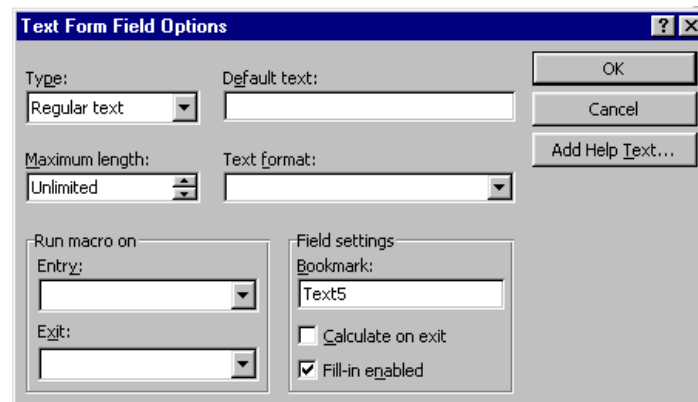 Text Form Field Options
Type:
Default text:
OK
Regular text
Cancel
Maximum length:
Text format:
Add Help Text...
Unlimited
Run macro on
Field settings
Entry:
Bookmark:
Text5
Exit:
Calculate on exit
Fill-in enabled